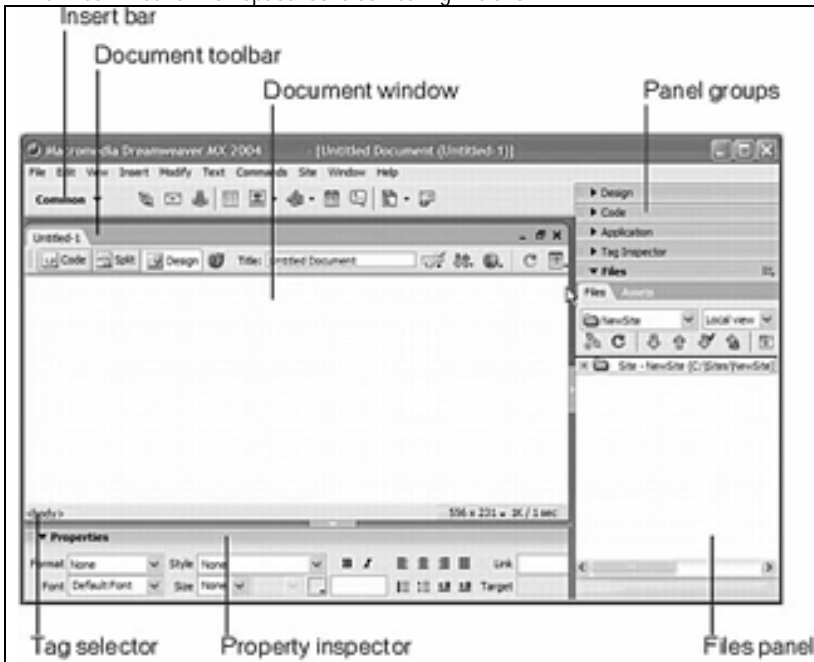 Insert bar
Document toolbar
Document window
Panel groups
Macromedia Dreamweaver MX 2004 - [Untitled Document (Untitled-1)]
File Edit View Insert Modify Text Commands Site Window Help
Common
Design
Code
Application
Tag Inspector
Files
Untitled-1
Code Split Design Title: Untitled Document
Files Assets
NewSite Local view
Site - NewSite (C:\Sites\NewSite)
<body>
556 x 231 1K / 1 sec
Properties
Format None Style None B I Link
Font Default Font Size None Target
Tag selector
Property inspector
Files panel